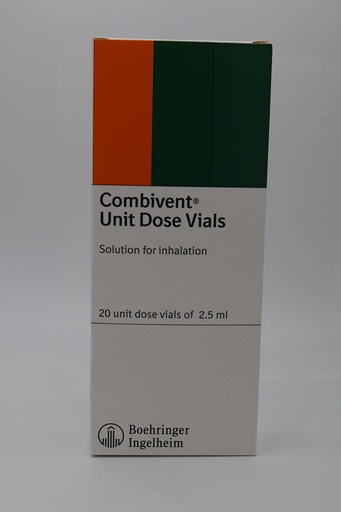 Combivent®
Unit Dose Vials
Solution for inhalation
20 unit dose vials of 2.5 ml
Boehringer
Ingelheim